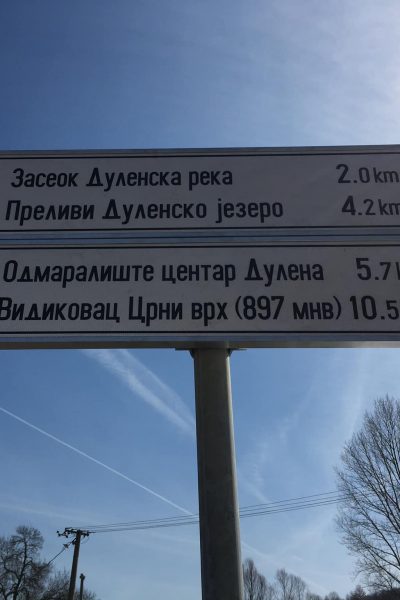 Засеок Дуленска река 2.0 km
Преливи Дуленско језеро 4.2 km
Одмаралиште центар Дулена 5.7
Видиковац Црни врх (897 мнв) 10.5